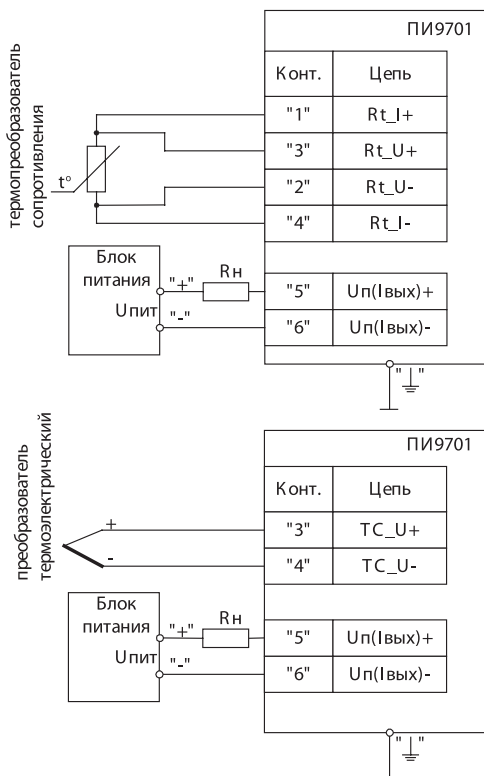 ПИ9701
Конт. Цепь
"1" Rt_I+
"3" Rt_U+
"2" Rt_U-
"4" Rt_I-
термопреобразователь
сопротивления
t°
Блок
питания
Uпит
"+"
"-"
Rн
"5" Uп(Iвых)+
"6" Uп(Iвых)-
" "
ПИ9701
Конт. Цепь
"3" TC_U+
"4" TC_U-
преобразователь
термоэлектрический
+
-
Блок
питания
Uпит
"+"
"-"
Rн
"5" Uп(Iвых)+
"6" Uп(Iвых)-
" "